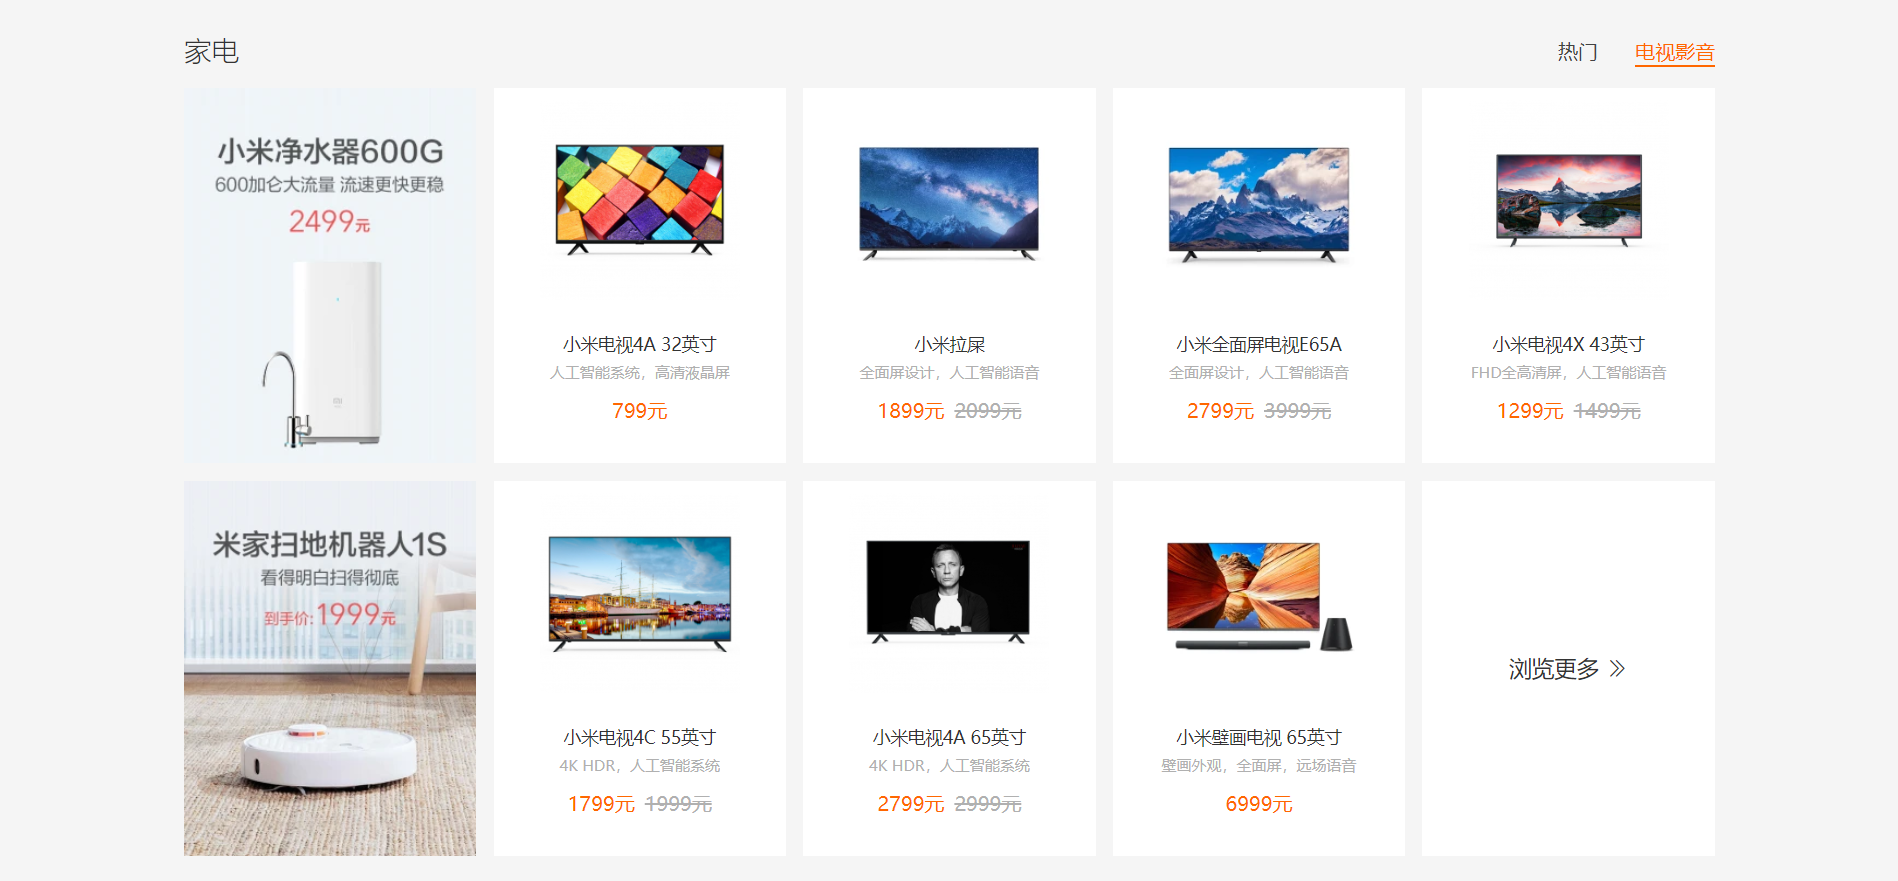 家电
热门
电视影音
小米净水器600G
600加仑大流量 流速更快更稳
2499元
小米电视4A 32英寸
人工智能系统，高清液晶屏
799元
小米拉屎
全面屏设计，人工智能语音
1899元 2099元
小米全面屏电视E65A
全面屏设计，人工智能语音
2799元 3999元
小米电视4X 43英寸
FHD全高清屏，人工智能语音
1299元 1499元
米家扫地机器人1S
看得明白扫得彻底
到手价:1999元
小米电视4C 55英寸
4K HDR，人工智能系统
1799元 1999元
小米电视4A 65英寸
4K HDR，人工智能系统
2799元 2999元
小米壁画电视 65英寸
壁画外观，全面屏，远场语音
6999元
浏览更多